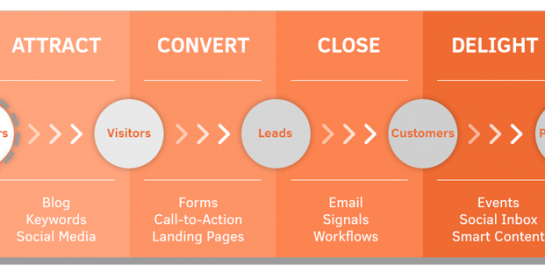 ATTRACT
CONVERT
CLOSE
DELIGHT
Visitors
Leads
Customers
Blog
Keywords
Social Media
Forms
Call-to-Action
Landing Pages
Email
Signals
Workflows
Events
Social Inbox
Smart Content